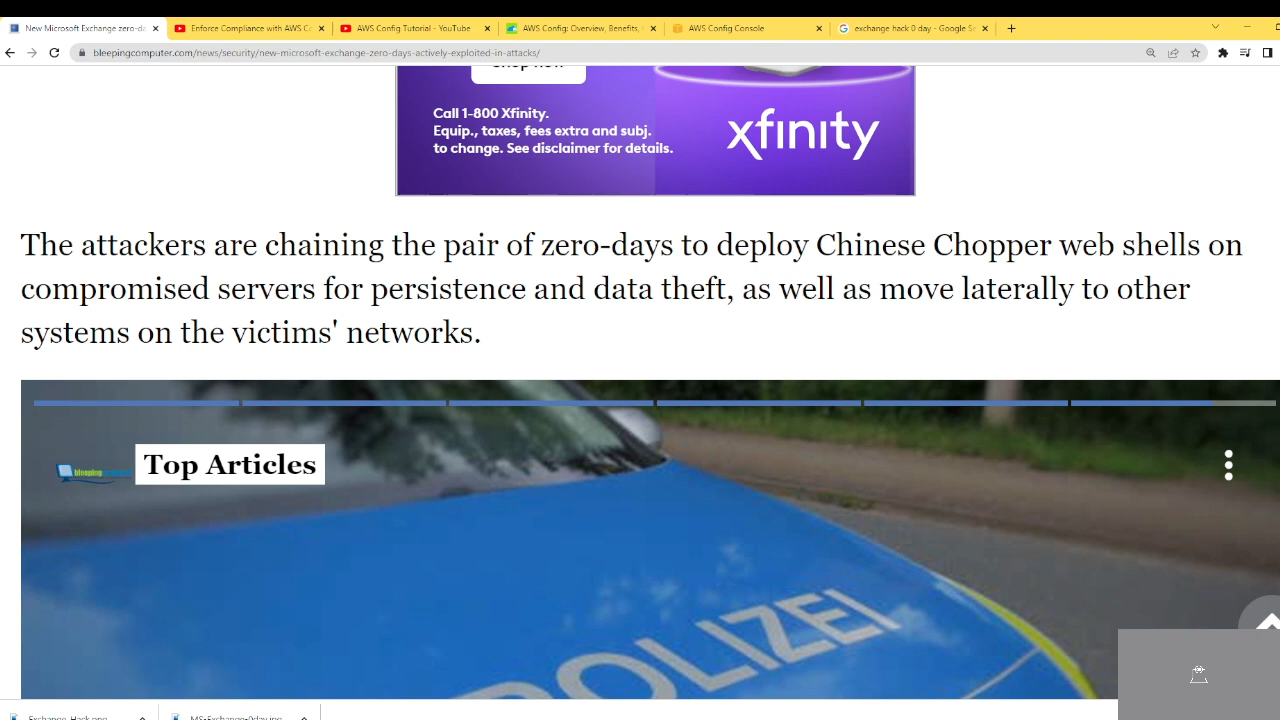 New Microsoft Exchange zero-da
Enforce Compliance with AWS Co
AWS Config Tutorial - YouTube
AWS Config: Overview, Benefits,
AWS Config Console
exchange hack 0 day - Google Se
bleepingcomputer.com/news/security/new-microsoft-exchange-zero-days-actively-exploited-in-attacks/
Shop now
Call 1-800 Xfinity.
Equip., taxes, fees extra and subj.
to change. See disclaimer for details.
xfinity
The attackers are chaining the pair of zero-days to deploy Chinese Chopper web shells on
compromised servers for persistence and data theft, as well as move laterally to other
systems on the victims' networks.
bleeping
Top Articles
POLIZEI
Exchange_Hack.png
MS-Exchange-0day.jpg